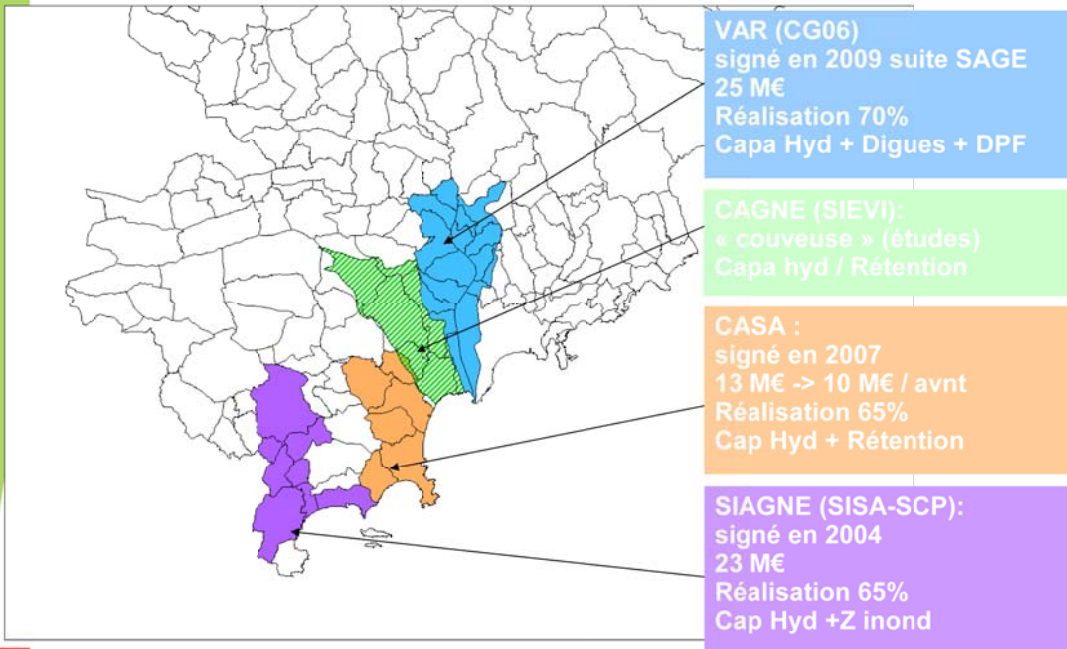 VAR (CG06)
signé en 2009 suite SAGE
25 M€
Réalisation 70%
Capa Hyd + Digues + DPF
CAGNE (SIEVI):
« couveuse » (études)
Capa hyd / Rétention
CASA :
signé en 2007
13 M€ -> 10 M€ / avnt
Réalisation 65%
Cap Hyd + Rétention
SIAGNE (SISA-SCP):
signé en 2004
23 M€
Réalisation 65%
Cap Hyd +Z inond